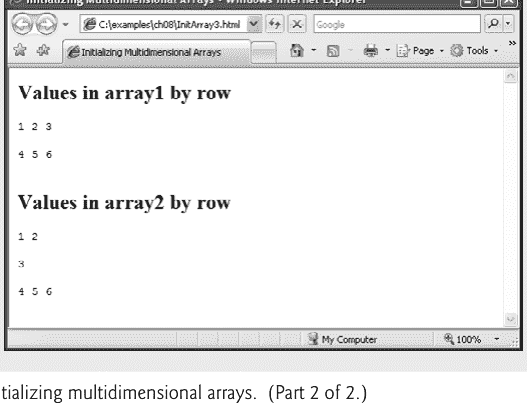 Initializing Multidimensional Arrays - Windows Internet Explorer
C:\examples\ch08\InitArray3.html Google
Initializing Multidimensional Arrays Page Tools »
Values in array1 by row
1 2 3
4 5 6
Values in array2 by row
1 2
3
4 5 6
My Computer 100%
tializing multidimensional arrays. (Part 2 of 2.)